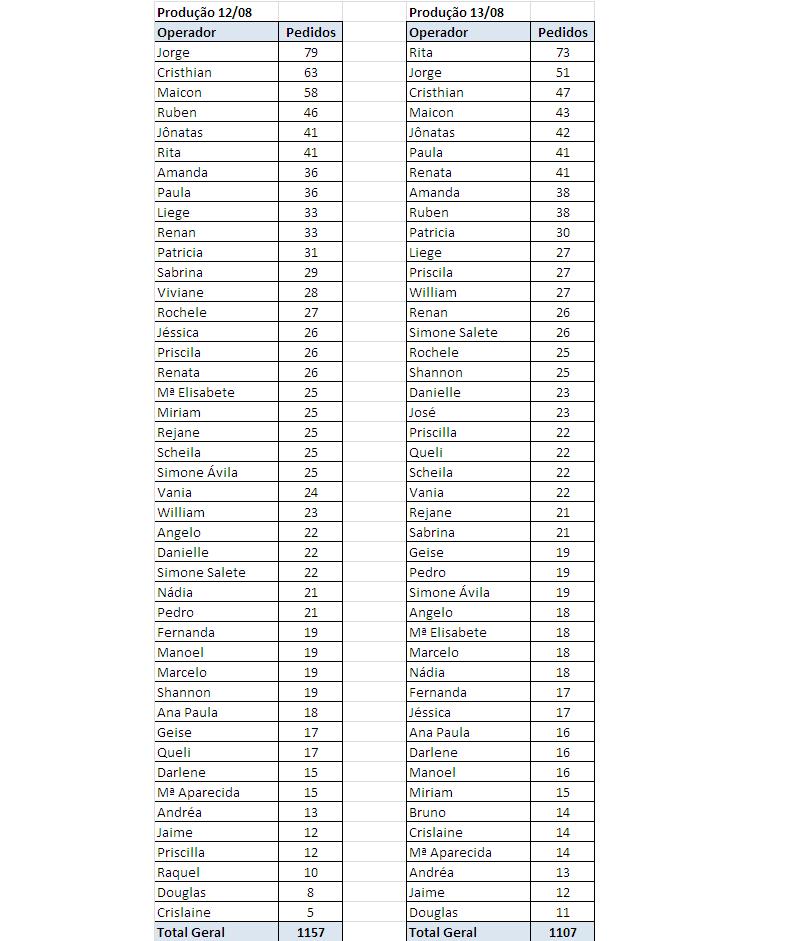 Produção 12/08 Produção 13/08
Operador Pedidos Operador Pedidos
Jorge 79 Rita 73
Cristhian 63 Jorge 51
Maicon 58 Cristhian 47
Ruben 46 Maicon 43
Jônatas 41 Jônatas 42
Rita 41 Paula 41
Amanda 36 Renata 41
Paula 36 Amanda 38
Liege 33 Ruben 38
Renan 33 Patricia 30
Patricia 31 Liege 27
Sabrina 29 Priscila 27
Viviane 28 William 27
Rochele 27 Renan 26
Jéssica 26 Simone Salete 26
Priscila 26 Rochele 25
Renata 26 Shannon 25
Mª Elisabete 25 Danielle 23
Miriam 25 José 23
Rejane 25 Priscilla 22
Scheila 25 Queli 22
Simone Ávila 25 Scheila 22
Vania 24 Vania 22
William 23 Rejane 21
Angelo 22 Sabrina 21
Danielle 22 Geise 19
Simone Salete 22 Pedro 19
Nádia 21 Simone Ávila 19
Pedro 21 Angelo 18
Fernanda 19 Mª Elisabete 18
Manoel 19 Marcelo 18
Marcelo 19 Nádia 18
Shannon 19 Fernanda 17
Ana Paula 18 Jéssica 17
Geise 17 Ana Paula 16
Queli 17 Darlene 16
Darlene 15 Manoel 16
Mª Aparecida 15 Miriam 15
Andréa 13 Bruno 14
Jaime 12 Crislaine 14
Priscilla 12 Mª Aparecida 14
Raquel 10 Andréa 13
Douglas 8 Jaime 12
Crislaine 5 Douglas 11
Total Geral 1157 Total Geral 1107